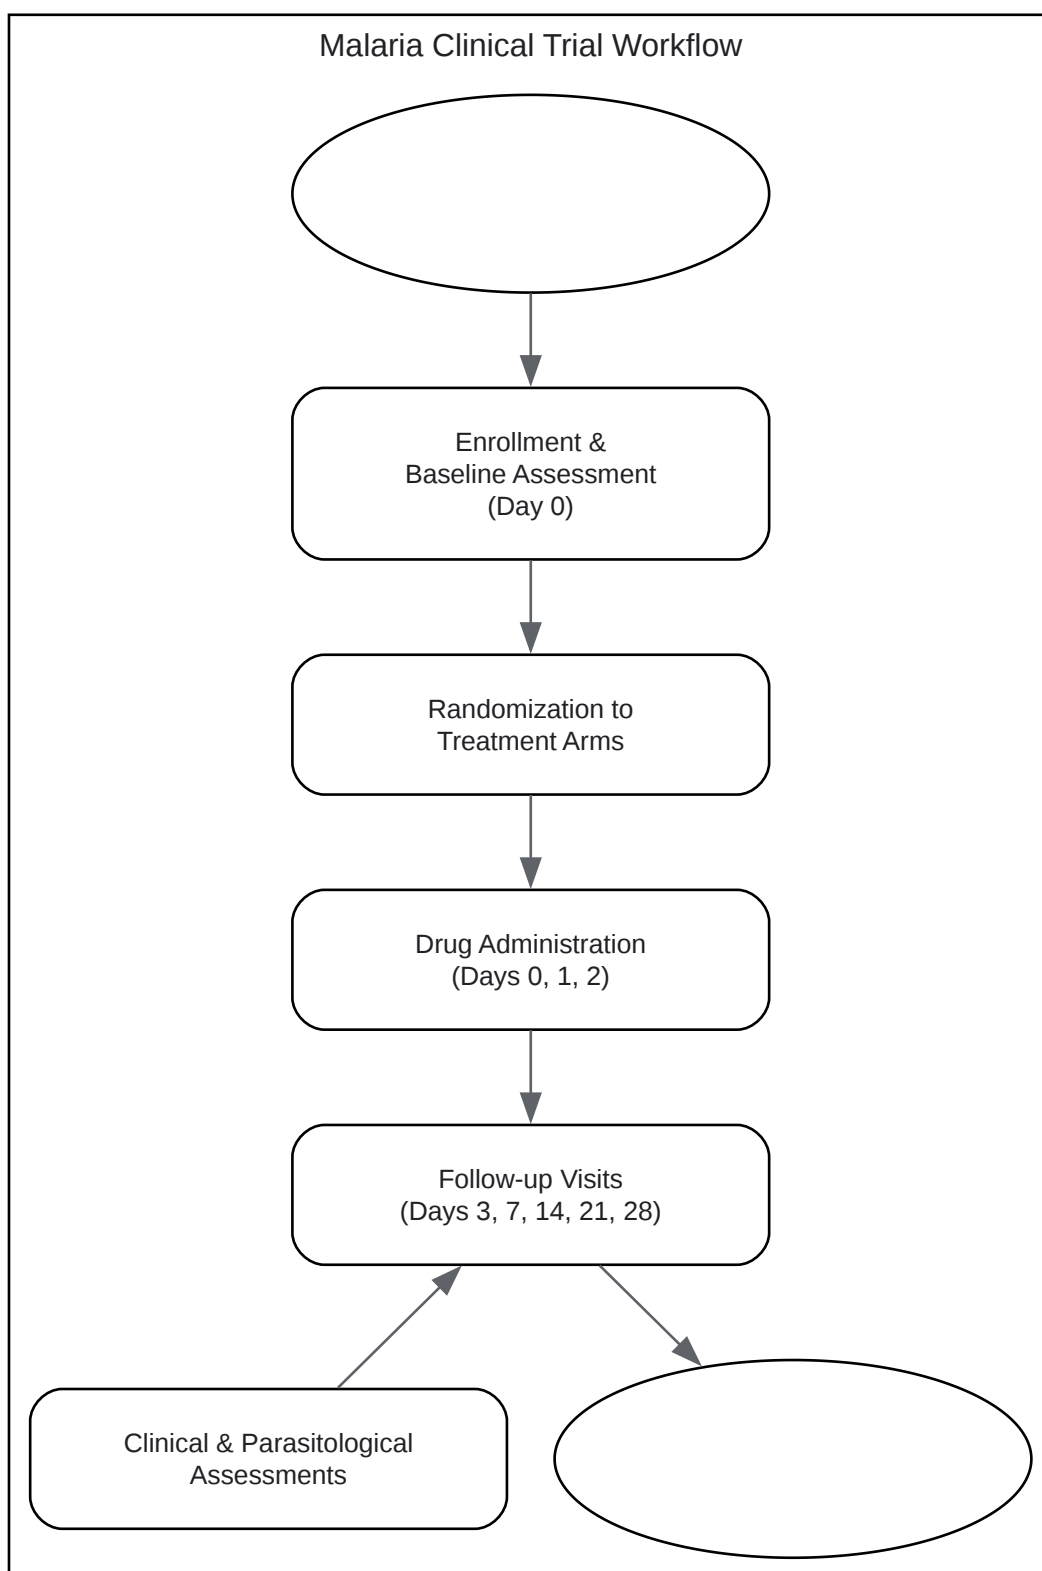 Malaria Clinical Trial Workflow
Enrollment &
Baseline Assessment
(Day 0)
Randomization to
Treatment Arms
Drug Administration
(Days 0, 1, 2)
Follow-up Visits
(Days 3, 7, 14, 21, 28)
Clinical & Parasitological
Assessments